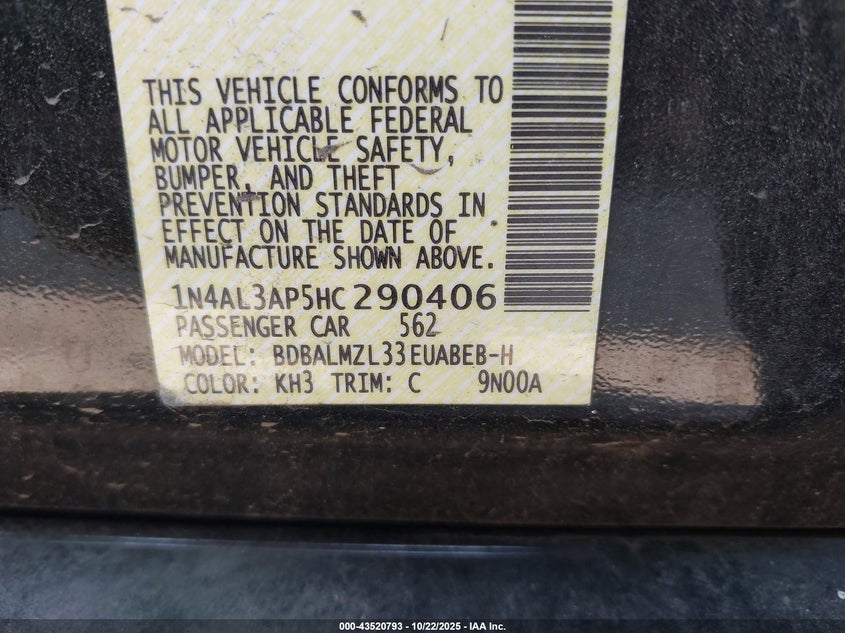 THIS VEHICLE CONFORMS TO
ALL APPLICABLE FEDERAL
MOTOR VEHICLE SAFETY,
BUMPER, AND THEFT
PREVENTION STANDARDS IN
EFFECT ON THE DATE OF
MANUFACTURE SHOWN ABOVE.
1N4AL3AP5HC290406
PASSENGER CAR 562
MODEL: BDBALMZL33EUABEB-H
COLOR: KH3 TRIM: C 9N00A
000-43520793 - 10/22/2025 - IAA Inc.